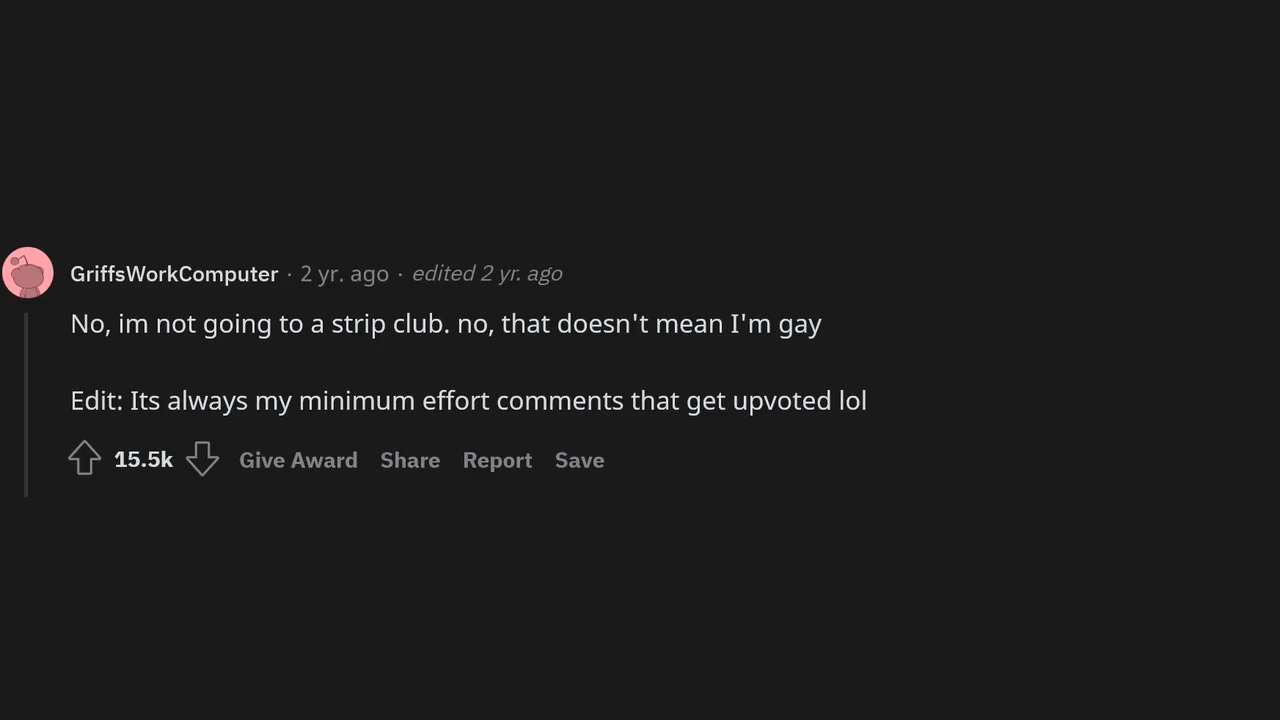 GriffsWorkComputer · 2 yr. ago · edited 2 yr. ago
No, im not going to a strip club. no, that doesn't mean I'm gay
Edit: Its always my minimum effort comments that get upvoted lol
15.5k Give Award Share Report Save